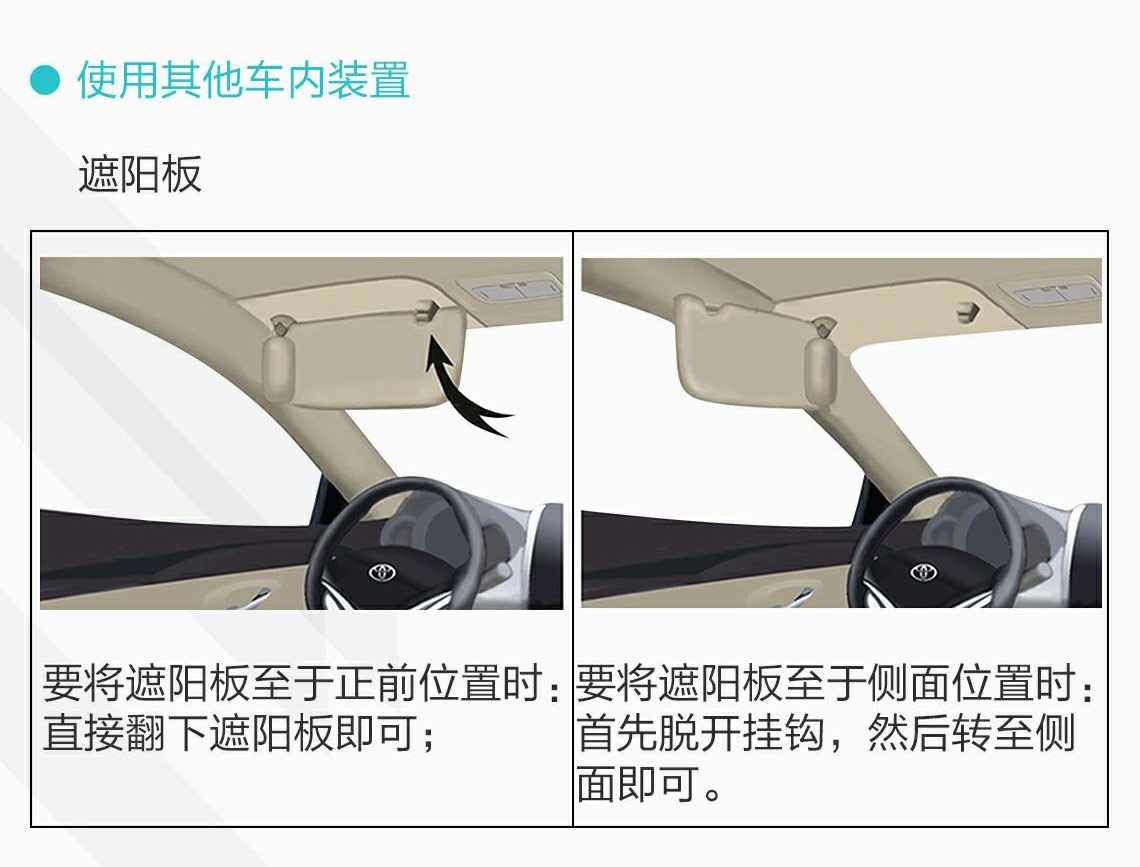 使用其他车内装置
遮阳板
要将遮阳板至于正前位置时：
直接翻下遮阳板即可；
要将遮阳板至于侧面位置时：
首先脱开挂钩，然后转至侧
面即可。